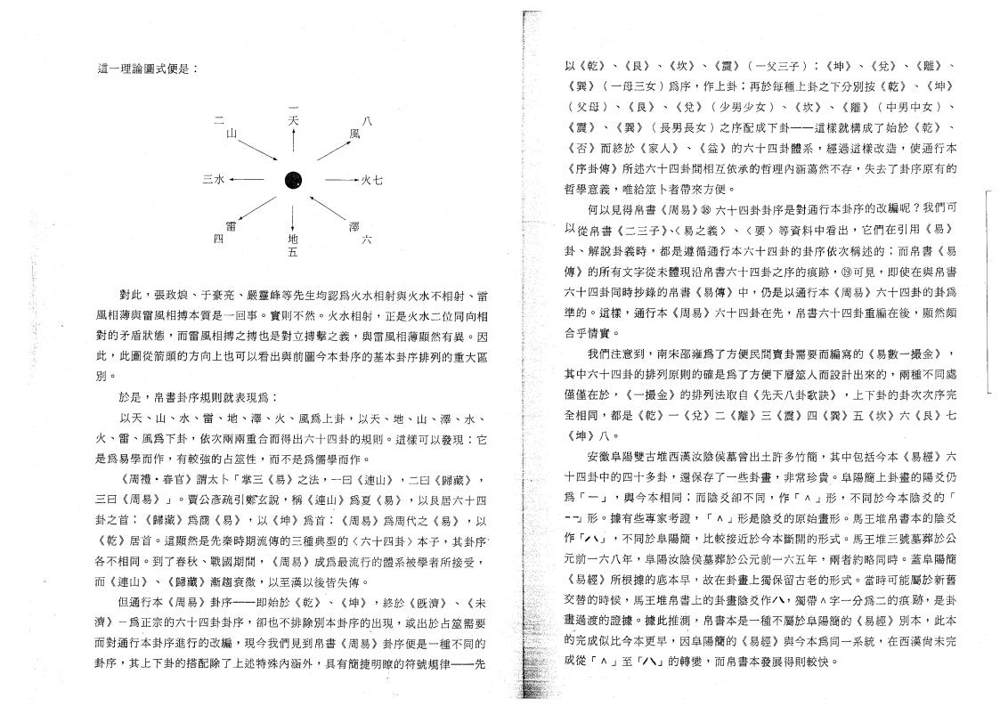 這一理論圖式便是：
一
二 天 八
山 風
三水 火七
雷 澤
四 地 六
五
對此，張政烺、于豪亮、嚴靈峰等先生均認爲火水相射與火水不相射、雷
風相薄與雷風相搏本質是一回事。實則不然。火水相射，正是火水二位同向相
對的矛盾狀態，而雷風相搏之搏也是對立搏擊之義，與雷風相薄顯然有異。因
此，此圖從箭頭的方向上也可以看出與前圖今本卦序的基本卦序排列的重大區
別。
於是，帛書卦序規則就表現爲：
以天、山、水、雷、地、澤、火、風爲上卦，以天、地、山、澤、水、
火、雷、風爲下卦，依次兩兩重合而得出六十四卦的規則。這樣可以發現：它
是爲易學而作，有較強的占筮性，而不是爲儒學而作。
《周禮·春官》謂太卜「掌三《易》之法，一曰《連山》，二曰《歸藏》，
三曰《周易》」。賈公彥疏引鄭玄說，稱《連山》爲夏《易》，以艮居六十四
卦之首；《歸藏》爲商《易》，以《坤》爲首；《周易》爲周代之《易》，以
《乾》居首。這顯然是先秦時期流傳的三種典型的〈六十四卦〉本子，其卦序
各不相同。到了春秋、戰國期間，《周易》成爲最流行的體系被學者所接受，
而《連山》、《歸藏》漸趨衰微，以至漢以後皆失傳。
但通行本《周易》卦序——即始於《乾》、《坤》，終於《旣濟》、《未
濟》－爲正宗的六十四卦卦序，卻也不排除別本卦序的出現，或出於占筮需要
而對通行本卦序進行的改編，現今我們見到帛書《周易》卦序便是一種不同的
卦序，其上下卦的搭配除了上述特殊內涵外，具有簡捷明瞭的符號規律——先
以《乾》、《艮》、《坎》、《震》（一父三子）；《坤》、《兌》、《離》、
《巽》（一母三女）爲序，作上卦；再於每種上卦之下分別按《乾》、《坤》
（父母）、《艮》、《兌》（少男少女）、《坎》、《離》（中男中女）、
《震》、《巽》（長男長女）之序配成下卦——這樣就構成了始於《乾》、
《否》而終於《家人》、《益》的六十四卦體系，經過這樣改造，使通行本
《序卦傳》所述六十四卦間相互依承的哲理內涵蕩然不存，失去了卦序原有的
哲學意義，唯給筮卜者帶來方便。
何以見得帛書《周易》⑱六十四卦卦序是對通行本卦序的改編呢？我們可
以從帛書《二三子》、〈易之義〉、〈要〉等資料中看出，它們在引用《易》
卦、解說卦義時，都是遵循通行本六十四卦的卦序依次稱述的；而帛書《易
傳》的所有文字從未體現沿帛書六十四卦之序的痕跡，⑲可見，即使在與帛書
六十四卦同時抄錄的帛書《易傳》中，仍是以通行本《周易》六十四卦的卦爲
準的。這樣，通行本《周易》六十四卦在先，帛書六十四卦重編在後，顯然頗
合乎情實。
我們注意到，南宋邵雍爲了方便民間賣卦需要而編寫的《易數一撮金》，
其中六十四卦的排列原則的確是爲了方便下層筮人而設計出來的，兩種不同處
僅僅在於，《一撮金》的排列法取自《先天八卦歌訣》，上下卦的卦次次序完
全相同，都是《乾》一《兌》二《離》三《震》四《巽》五《坎》六《艮》七
《坤》八。
安徽阜陽雙古堆西漢汝陰侯墓曾出土許多竹簡，其中包括今本《易經》六
十四卦中的四十多卦，還保存了一些卦畫，非常珍貴。阜陽簡上卦畫的陽爻仍
爲「一」，與今本相同；而陰爻卻不同，作「∧」形，不同於今本陰爻的「
--」形。據有些專家考證，「∧」形是陰爻的原始畫形。馬王堆帛書本的陰爻
作「八」，不同於阜陽簡，比較接近於今本斷開的形式。馬王堆三號墓葬於公
元前一六八年，阜陽汝陰侯墓葬於公元前一六五年，兩者約略同時。蓋阜陽簡
《易經》所根據的底本早，故在卦畫上獨保留古老的形式。當時可能屬於新舊
交替的時候，馬王堆帛書上的卦畫陰爻作八，獨帶∧字一分爲二的痕跡，是卦
畫過渡的證據。據此推測，帛書本是一種不屬於阜陽簡的《易經》別本，此本
的完成似比今本更早，因阜陽簡的《易經》與今本爲同一系統，在西漢尙未完
成從「∧」至「八」的轉變，而帛書本發展得則較快。